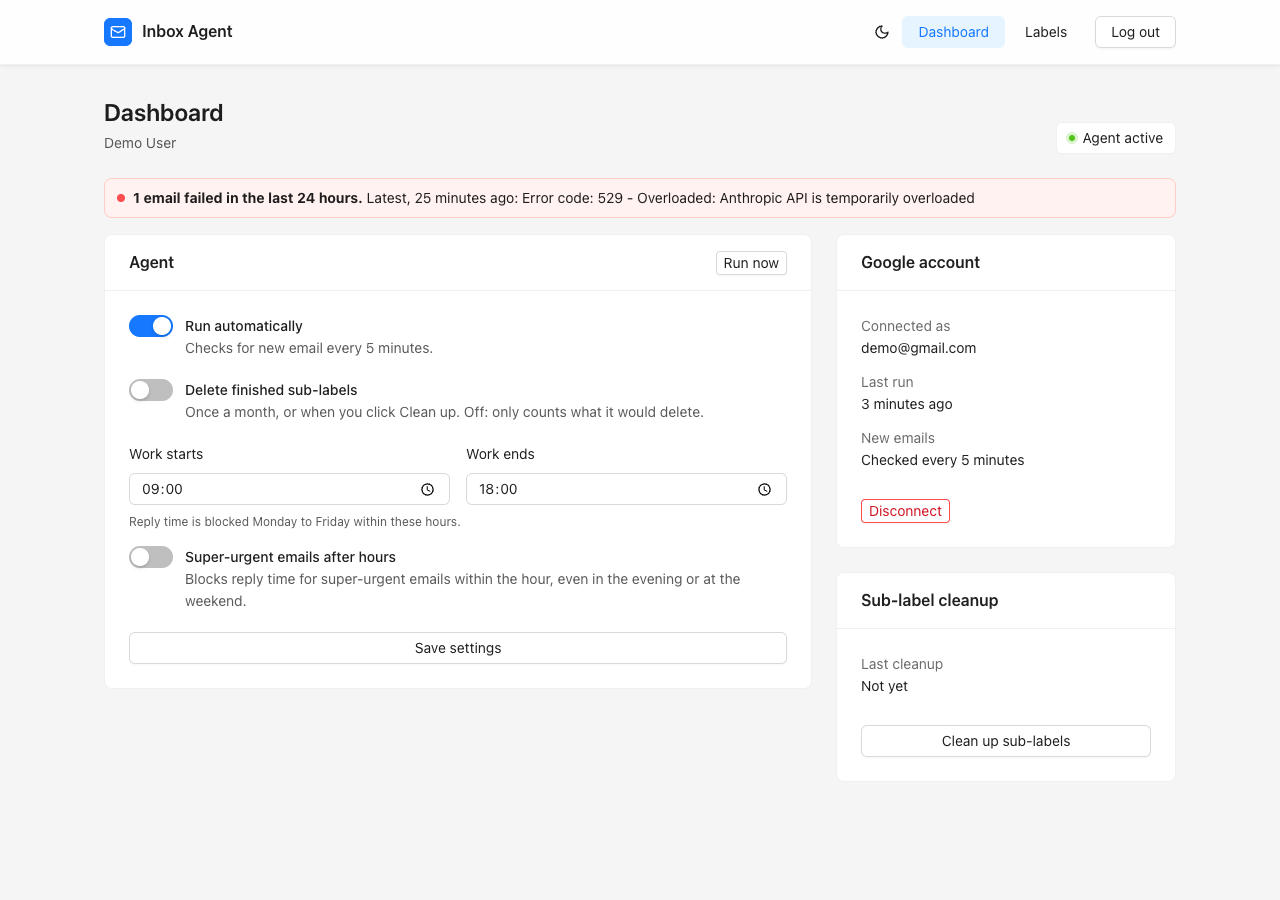 Inbox Agent
Dashboard
Labels
Log out
Dashboard
Demo User
Agent active
1 email failed in the last 24 hours. Latest, 25 minutes ago: Error code: 529 - Overloaded: Anthropic API is temporarily overloaded
Agent
Run now
Run automatically
Checks for new email every 5 minutes.
Delete finished sub-labels
Once a month, or when you click Clean up. Off: only counts what it would delete.
Work starts
Work ends
09:00
18:00
Reply time is blocked Monday to Friday within these hours.
Super-urgent emails after hours
Blocks reply time for super-urgent emails within the hour, even in the evening or at the
weekend.
Save settings
Google account
Connected as
demo@gmail.com
Last run
3 minutes ago
New emails
Checked every 5 minutes
Disconnect
Sub-label cleanup
Last cleanup
Not yet
Clean up sub-labels